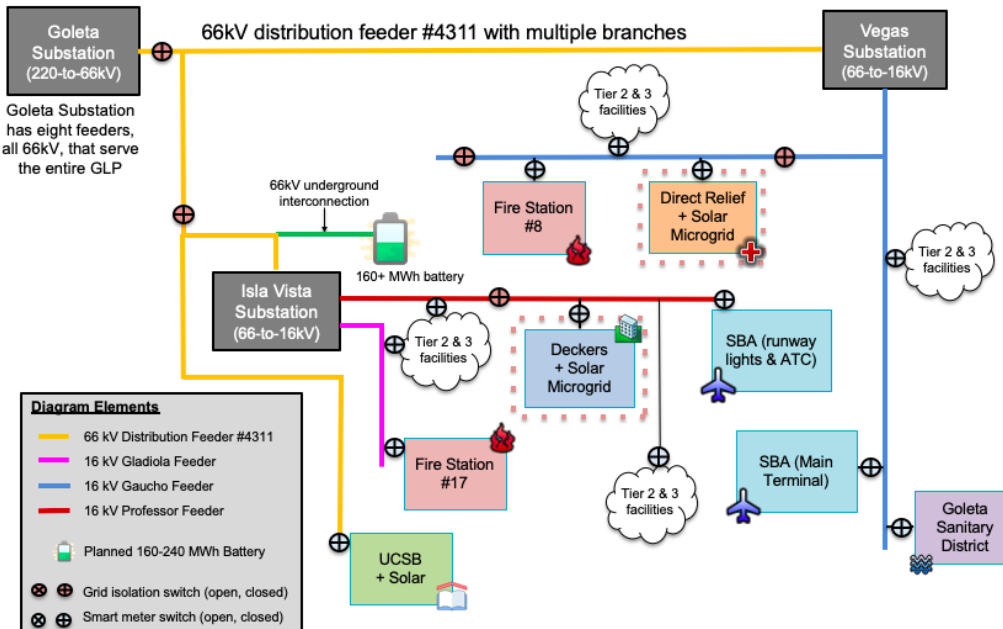 66kV distribution feeder #4311 with multiple branches
Goleta
Substation
(220-to-66kV)
Vegas
Substation
(66-to-16kV)
Goleta Substation
has eight feeders,
all 66kV, that serve
the entire GLP
Tier 2 & 3
facilities
66kV underground
interconnection
Fire Station
#8
Direct Relief
+ Solar
Microgrid
160+ MWh battery
Tier 2 & 3
facilities
Isla Vista
Substation
(66-to-16kV)
Tier 2 & 3
facilities
Deckers
+ Solar
Microgrid
SBA (runway
lights & ATC)
Fire Station
#17
Tier 2 & 3
facilities
SBA (Main
Terminal)
Goleta
Sanitary
District
UCSB
+ Solar
Diagram Elements
66 kV Distribution Feeder #4311
16 kV Gladiola Feeder
16 kV Gaucho Feeder
16 kV Professor Feeder
Planned 160-240 MWh Battery
Grid isolation switch (open, closed)
Smart meter switch (open, closed)